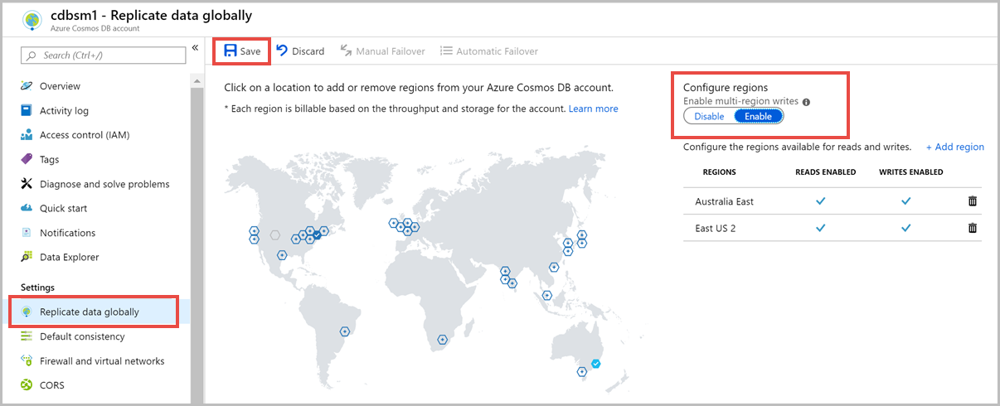 cdbsm1 - Replicate data globally
Azure Cosmos DB account
Search (Ctrl+/)
«
Overview
Activity log
Access control (IAM)
Tags
Diagnose and solve problems
Quick start
Notifications
Data Explorer
Settings
Replicate data globally
Default consistency
Firewall and virtual networks
CORS
Save Discard Manual Failover Automatic Failover
Click on a location to add or remove regions from your Azure Cosmos DB account.
* Each region is billable based on the throughput and storage for the account. Learn more
Configure regions
Enable multi-region writes
Disable Enable
Configure the regions available for reads and writes. + Add region
REGIONS READS ENABLED WRITES ENABLED
Australia East
East US 2